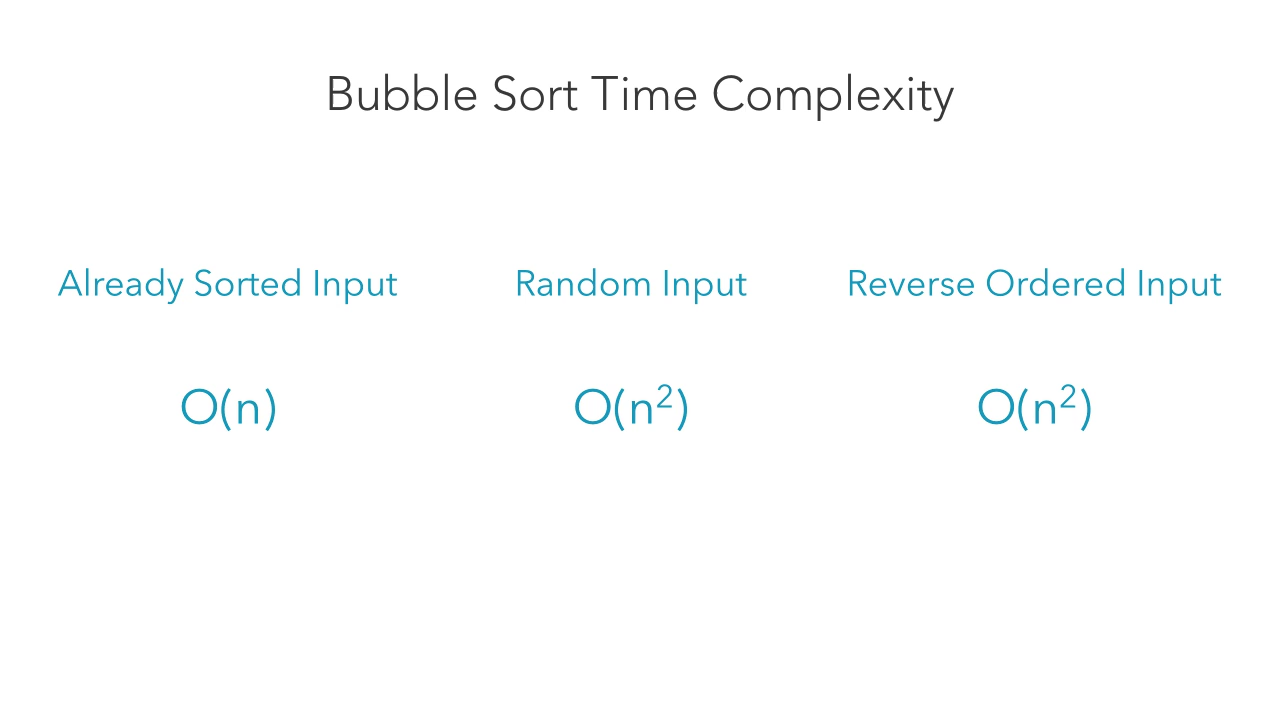 Bubble Sort Time Complexity
Already Sorted Input Random Input Reverse Ordered Input
O(n) O(n²) O(n²)